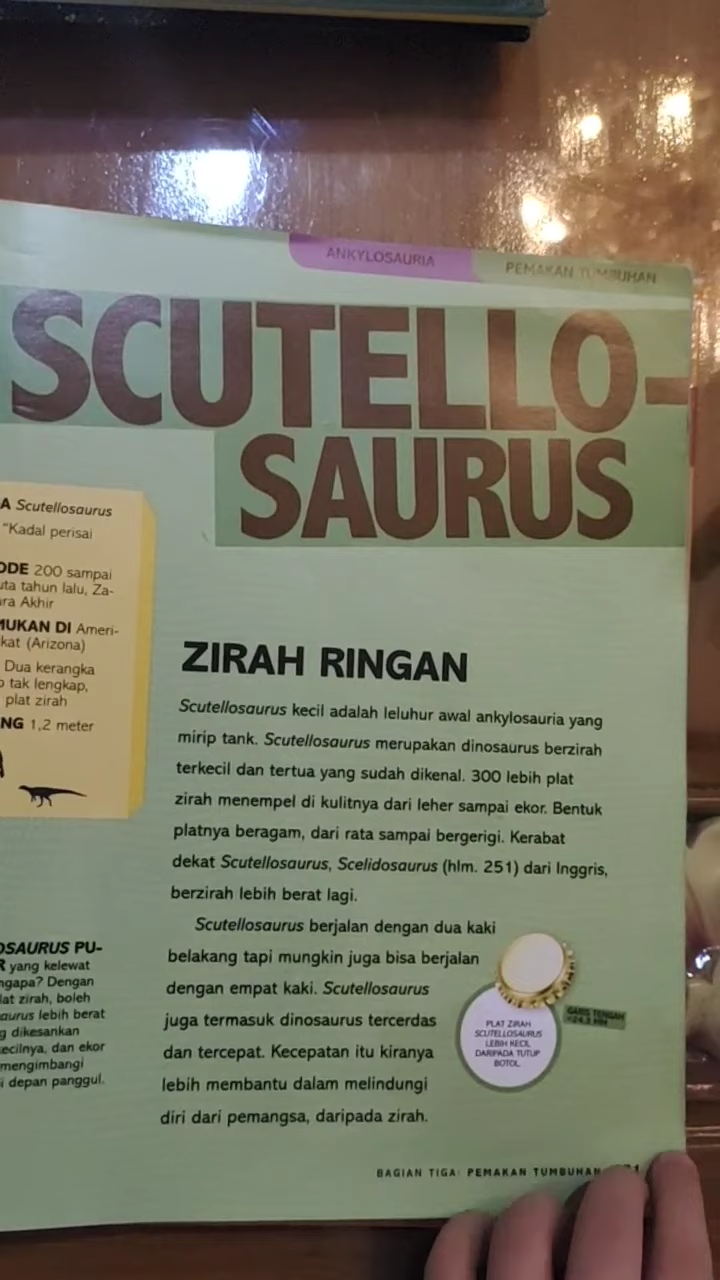 ANKYLOSAURIA
PEMAKAN TUMBUHAN
SCUTELLO-
SAURUS
A Scutellosaurus
"Kadal perisai
ODE 200 sampai
uta tahun lalu, Za-
ra Akhir
MUKAN DI Ameri-
kat (Arizona)
Dua kerangka
tak lengkap,
plat zirah
NG 1,2 meter
ZIRAH RINGAN
Scutellosaurus kecil adalah leluhur awal ankylosauria yang
mirip tank. Scutellosaurus merupakan dinosaurus berzirah
terkecil dan tertua yang sudah dikenal. 300 lebih plat
zirah menempel di kulitnya dari leher sampai ekor. Bentuk
platnya beragam, dari rata sampai bergerigi. Kerabat
dekat Scutellosaurus, Scelidosaurus (hlm. 251) dari Inggris,
berzirah lebih berat lagi.
Scutellosaurus berjalan dengan dua kaki
belakang tapi mungkin juga bisa berjalan
dengan empat kaki. Scutellosaurus
juga termasuk dinosaurus tercerdas
dan tercepat. Kecepatan itu kiranya
lebih membantu dalam melindungi
diri dari pemangsa, daripada zirah.
OSAURUS PU-
R yang kelewat
ngapa? Dengan
lat zirah, boleh
aurus lebih berat
g dikesankan
ecilnya, dan ekor
mengimbangi
i depan panggul.
GARIS TENGAH
PLAT ZIRAH
SCUTELLOSAURUS
LEBIH KECIL
DARIPADA TUTUP
BOTOL.
BAGIAN TIGA: PEMAKAN TUMBUHAN